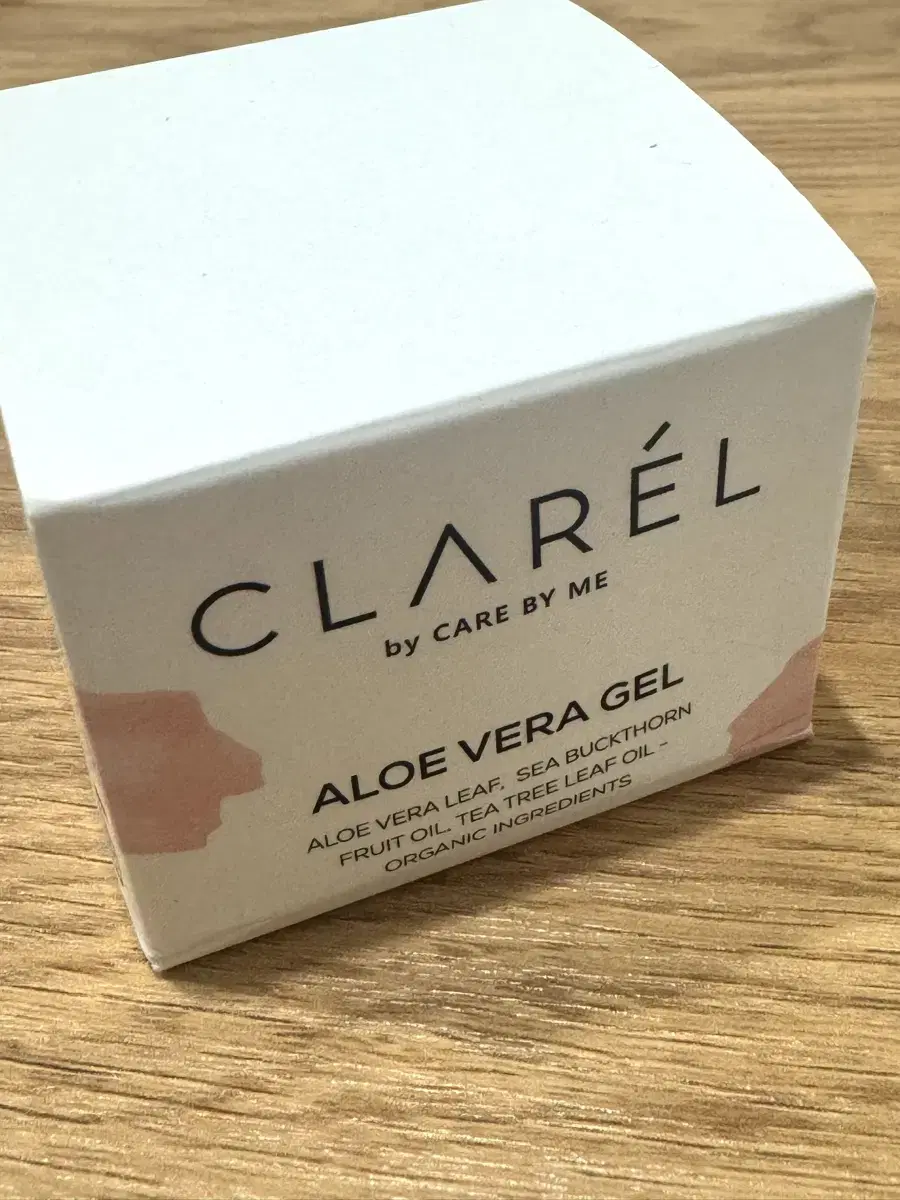 CLARÉL
by CARE BY ME
ALOE VERA GEL
ALOE VERA LEAF, SEA BUCKTHORN
FRUIT OIL. TEA TREE LEAF OIL -
ORGANIC INGREDIENTS